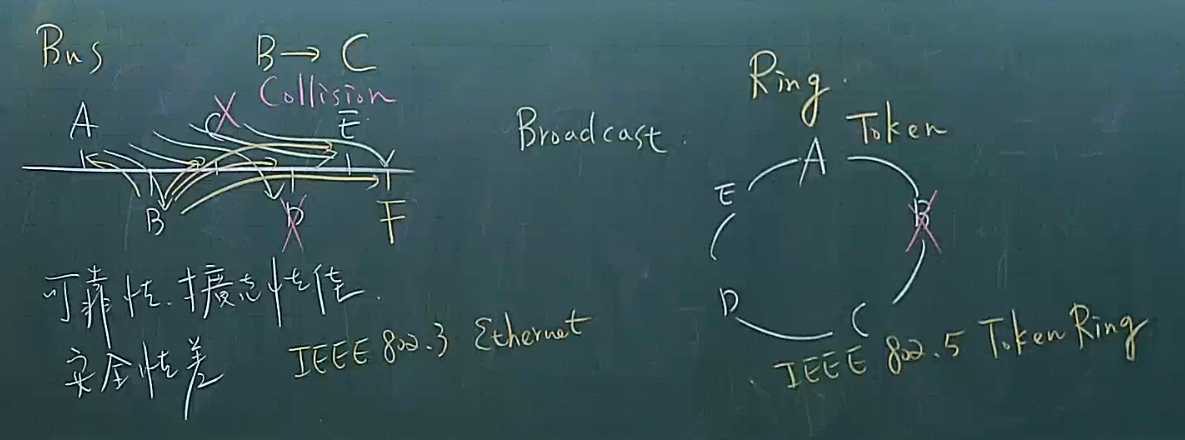 Bus
B → C
Collision
A
C
E
B
D
F
可靠性、扩充性佳
安全性差
IEEE 802.3 Ethernet
Broadcast
Ring
Token
A
E
B
D
C
IEEE 802.5 Token Ring